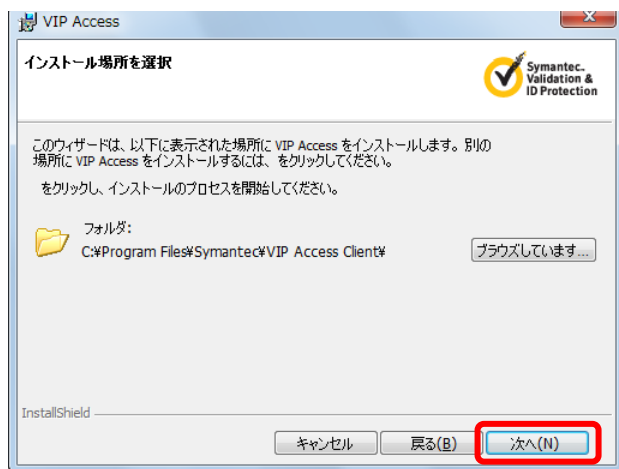 VIP Access
インストール場所を選択
Symantec.
Validation &
ID Protection
このウィザードは、以下に表示された場所に VIP Access をインストールします。別の
場所に VIP Access をインストールするには、をクリックしてください。
をクリックし、インストールのプロセスを開始してください。
フォルダ:
C:¥Program Files¥Symantec¥VIP Access Client¥
ブラウズしています...
InstallShield
キャンセル 戻る(B) 次へ(N)